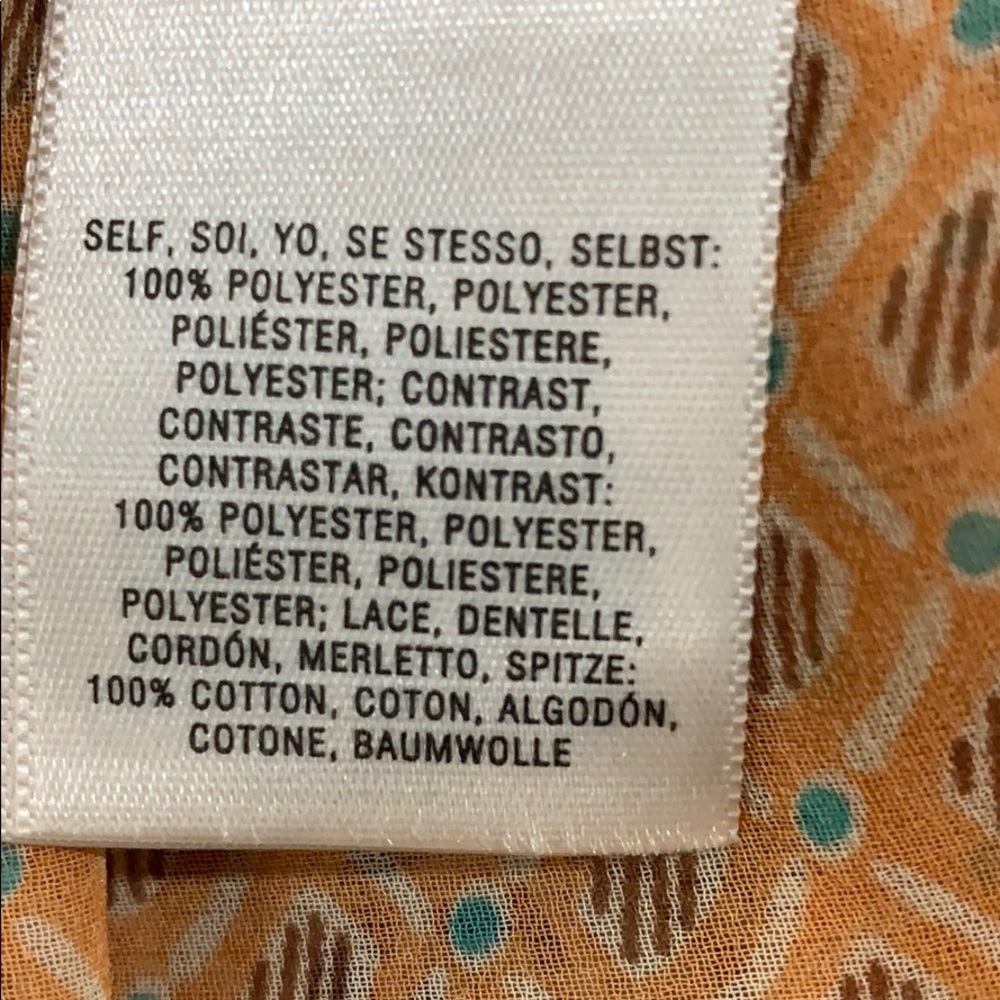 SELF, SOI, YO, SE STESSO, SELBST:
100% POLYESTER, POLYESTER,
POLIÉSTER, POLIESTERE,
POLYESTER; CONTRAST,
CONTRASTE, CONTRASTO,
CONTRASTAR, KONTRAST:
100% POLYESTER, POLYESTER,
POLIÉSTER, POLIESTERE,
POLYESTER; LACE, DENTELLE,
CORDÓN, MERLETTO, SPITZE:
100% COTTON, COTON, ALGODÓN,
COTONE, BAUMWOLLE